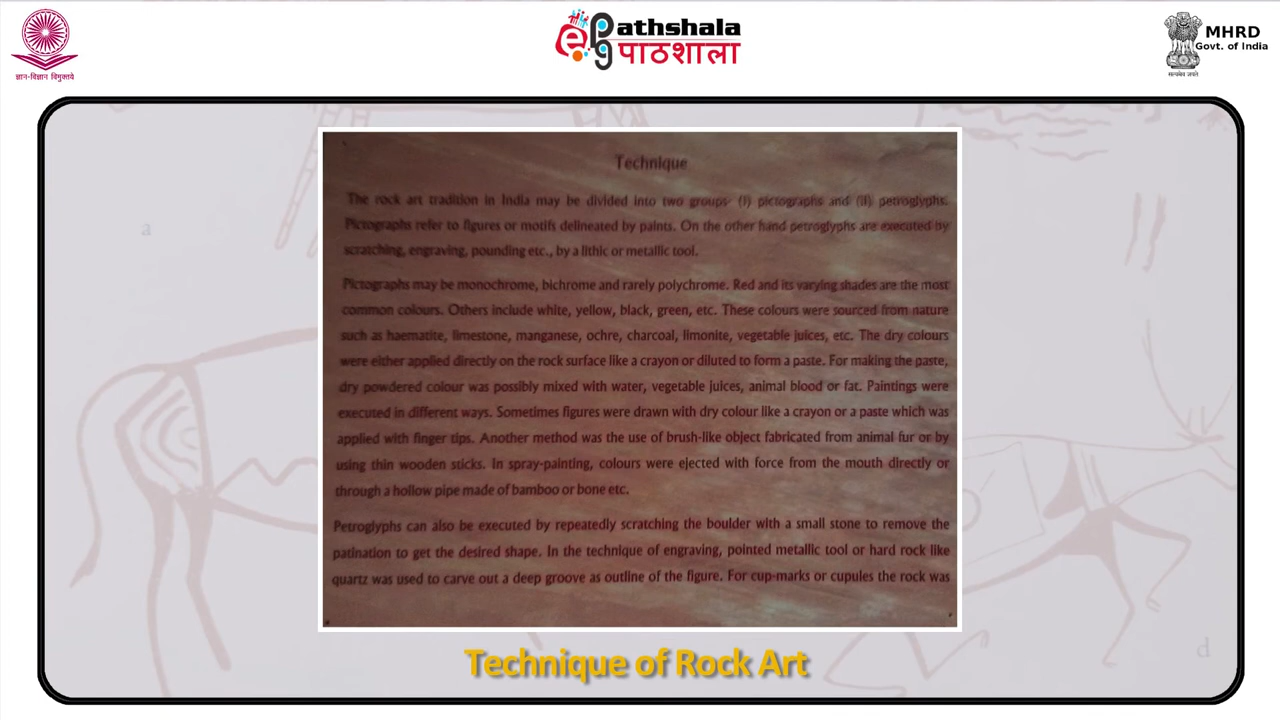 ज्ञान-विज्ञान विमुक्तये
ePG Pathshala
पाठशाला
MHRD
Govt. of India
सत्यमेव जयते
a
Technique
The rock art tradition in India may be divided into two groups (I) pictographs and (II) petroglyphs.
Pictographs refer to figures or motifs delineated by paints. On the other hand petroglyphs are executed by
scratching, engraving, pounding etc., by a lithic or metallic tool.
Pictographs may be monochrome, bichrome and rarely polychrome. Red and its varying shades are the most
common colours. Others include white, yellow, black, green, etc. These colours were sourced from nature
such as haematite, limestone, manganese, ochre, charcoal, limonite, vegetable juices, etc. The dry colours
were either applied directly on the rock surface like a crayon or diluted to form a paste. For making the paste,
dry powdered colour was possibly mixed with water, vegetable juices, animal blood or fat. Paintings were
executed in different ways. Sometimes figures were drawn with dry colour like a crayon or a paste which was
applied with finger tips. Another method was the use of brush-like object fabricated from animal fur or by
using thin wooden sticks. In spray-painting, colours were ejected with force from the mouth directly or
through a hollow pipe made of bamboo or bone etc.
Petroglyphs can also be executed by repeatedly scratching the boulder with a small stone to remove the
patination to get the desired shape. In the technique of engraving, pointed metallic tool or hard rock like
quartz was used to carve out a deep groove as outline of the figure. For cup-marks or cupules the rock was
d
Technique of Rock Art